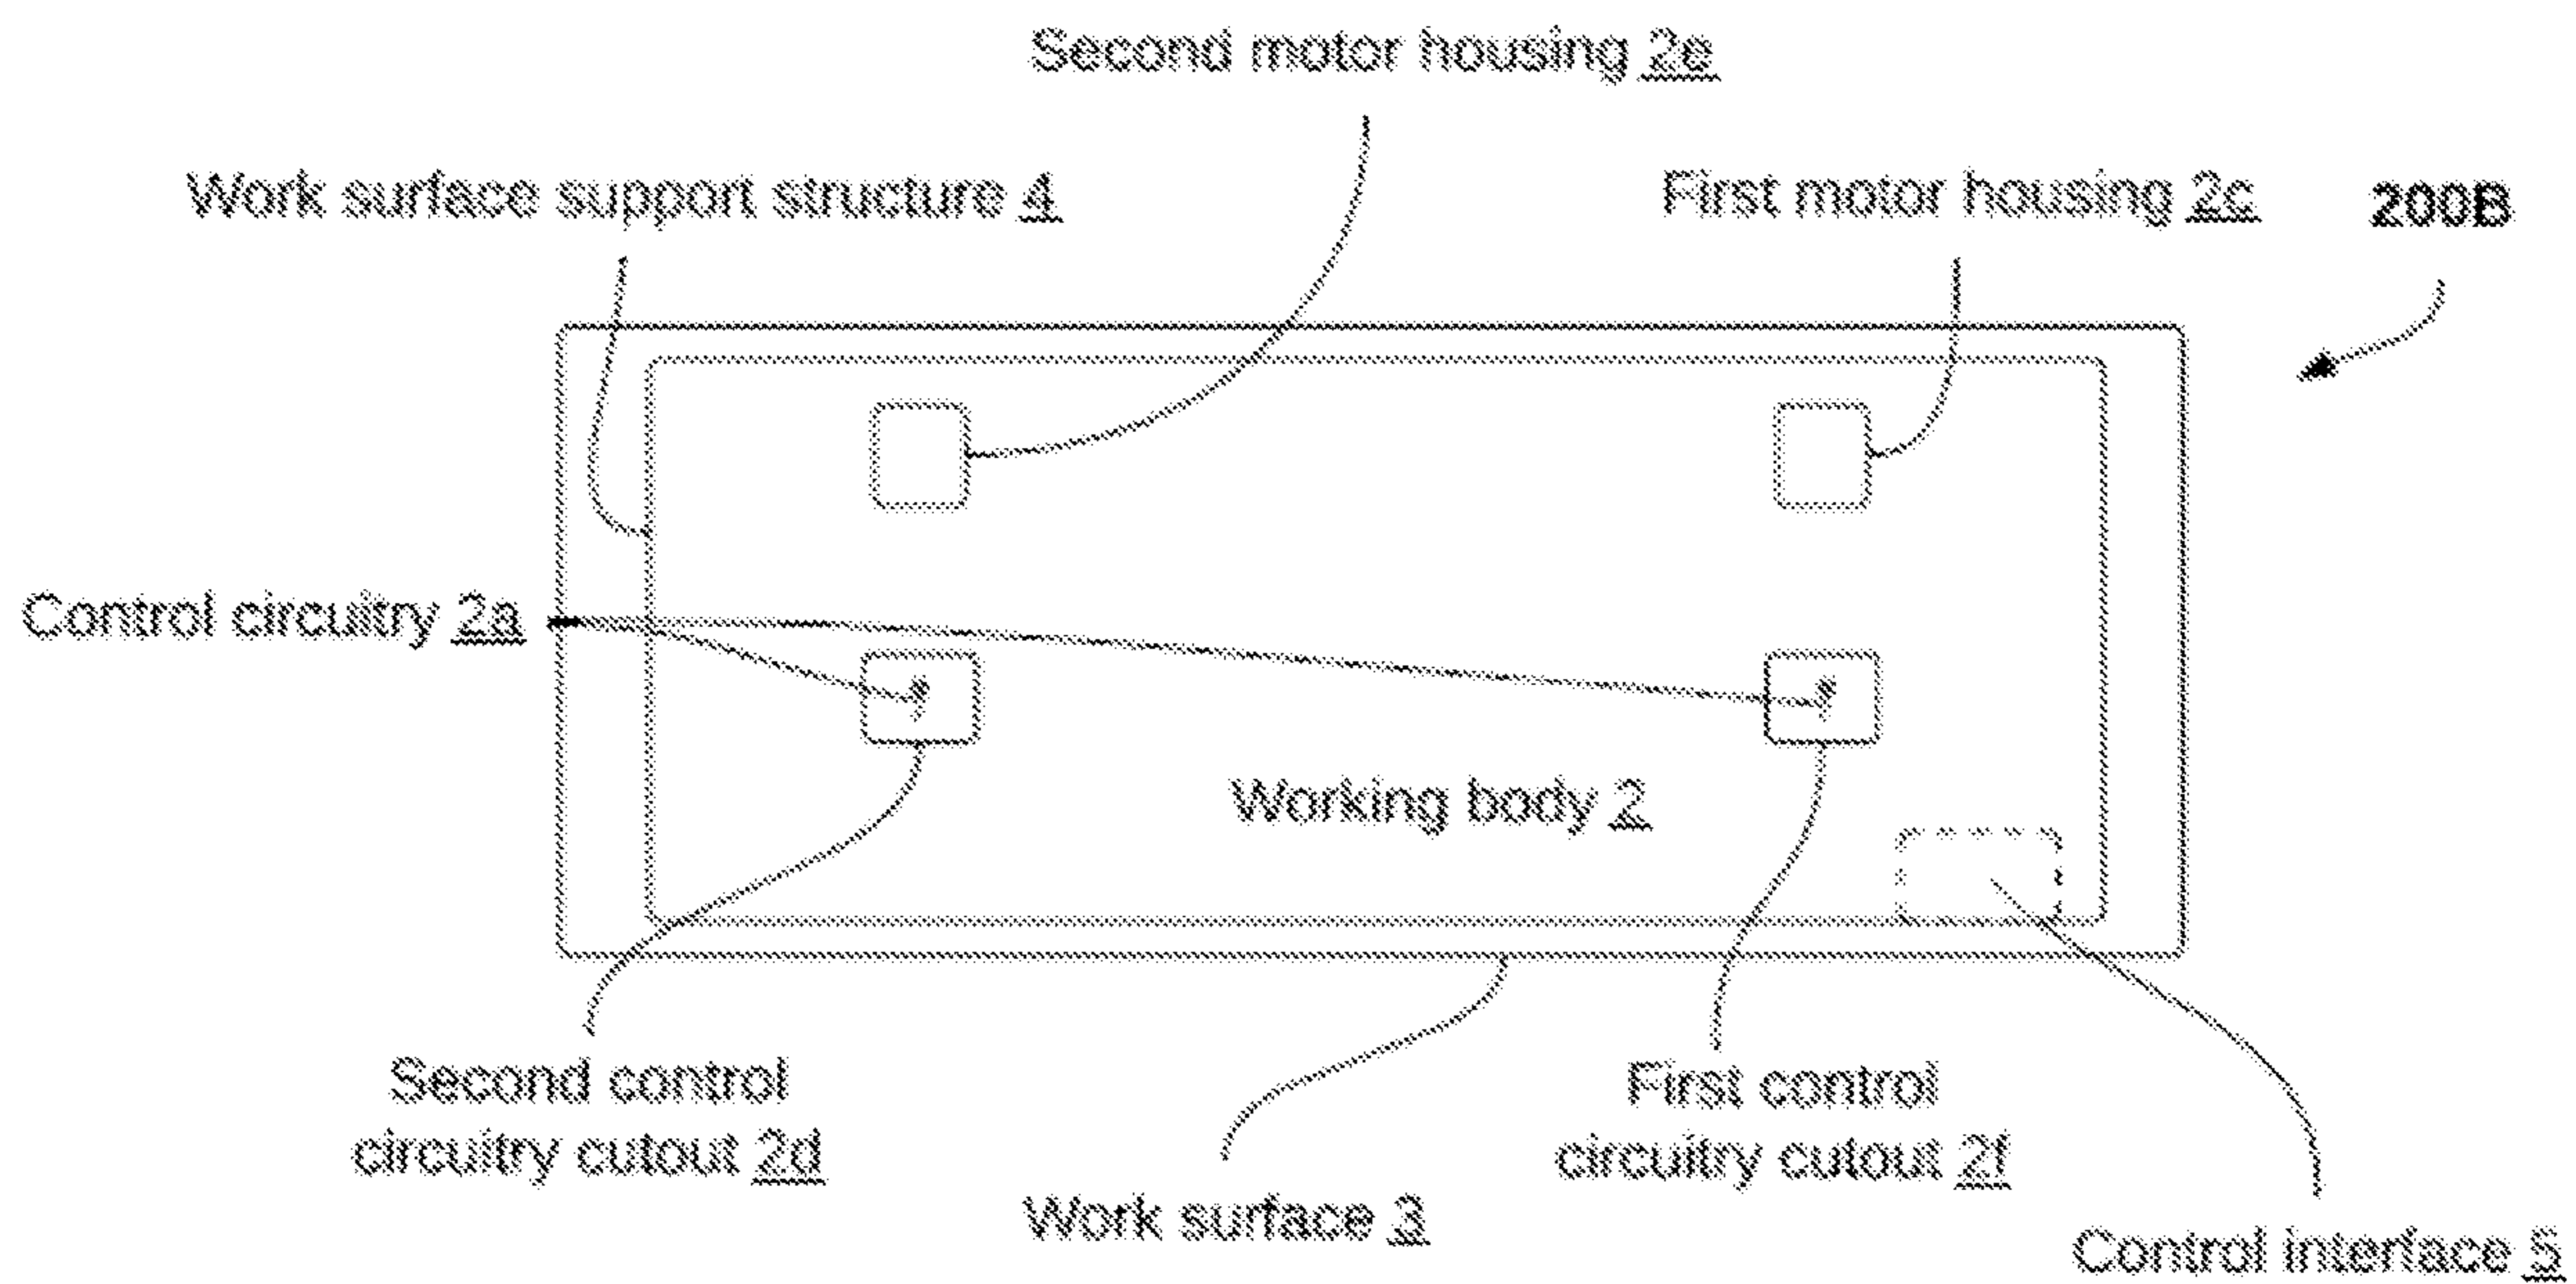 Second motor housing 2e
Work surface support structure 4
First motor housing 2c
200B
Control circuitry 2a
Working body 2
Second control
circuitry cutout 2d
First control
circuitry cutout 2f
Work surface 3
Control interface 5